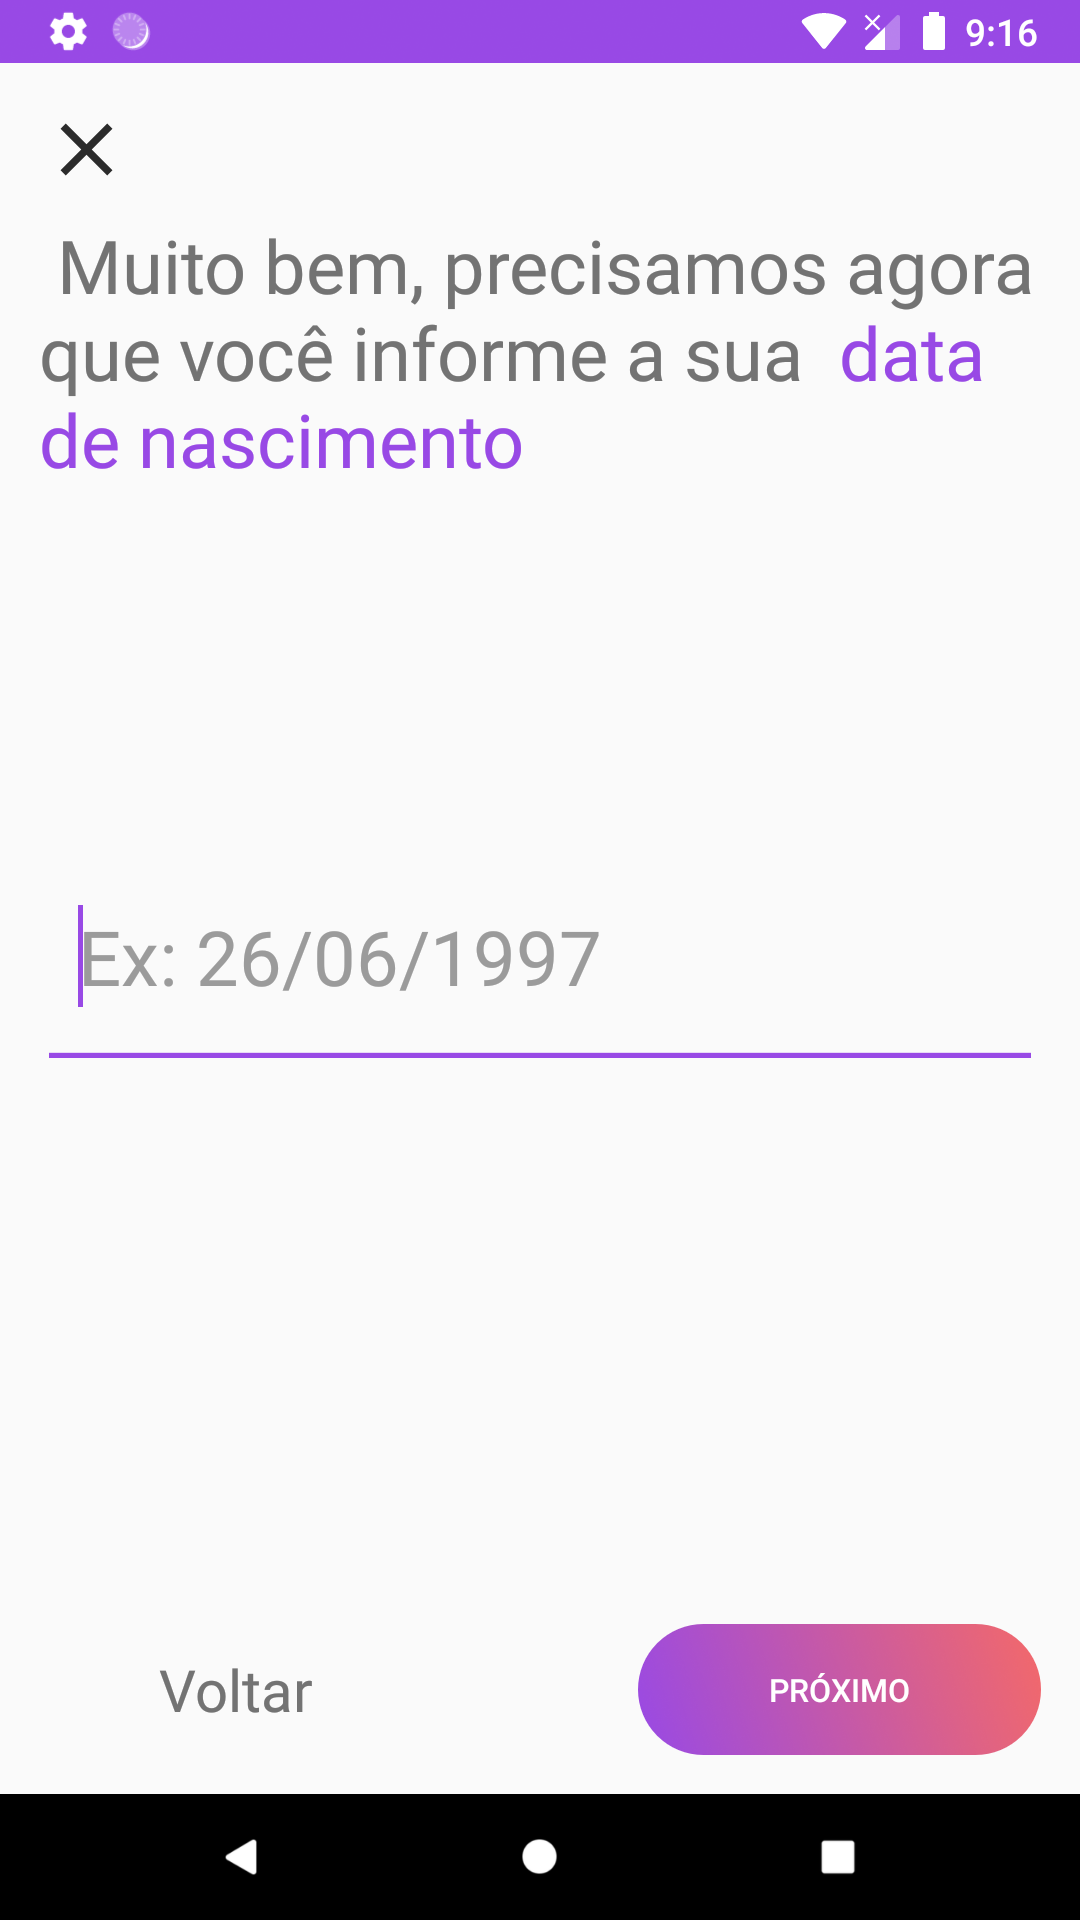 9:16
Muito bem, precisamos agora
que você informe a sua data
de nascimento
Ex: 26/06/1997
Voltar
PRÓXIMO